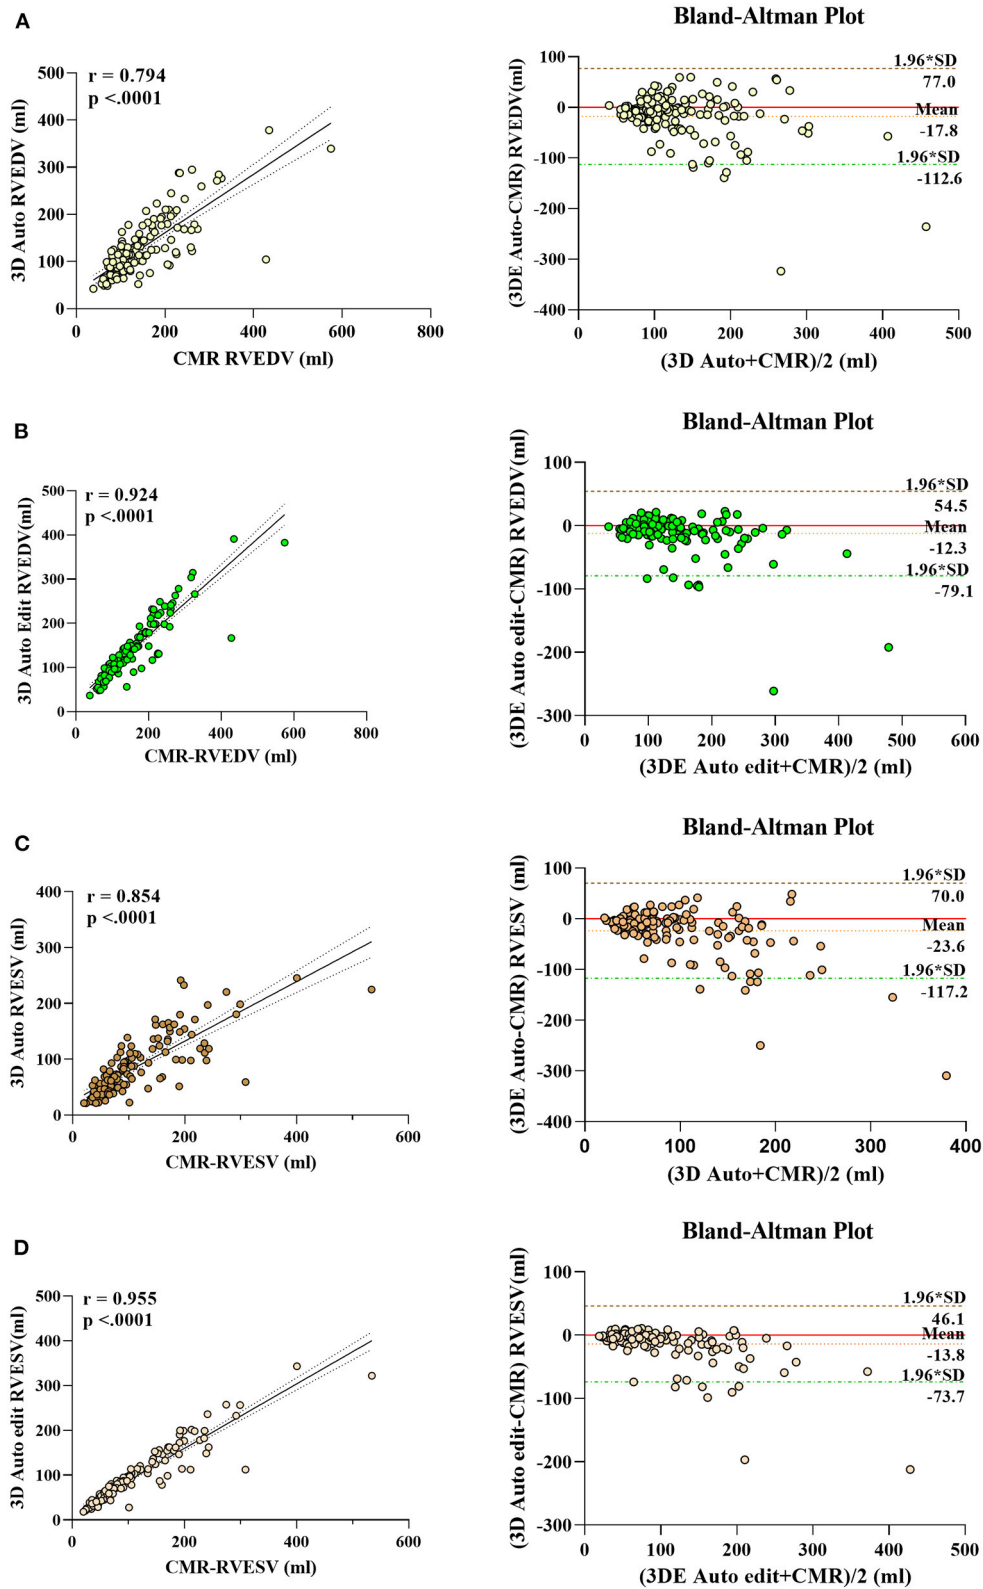 A
Bland-Altman Plot
r = 0.794
p <.0001
3D Auto RVEDV (ml)
500
400
300
200
100
0
0 200 400 600 800
CMR RVEDV (ml)
(3DE Auto-CMR) RVEDV(ml)
100
0
-100
-200
-300
-400
1.96*SD
77.0
Mean
-17.8
1.96*SD
-112.6
0 100 200 300 400 500
(3D Auto+CMR)/2 (ml)
B
Bland-Altman Plot
r = 0.924
p <.0001
3D Auto Edit RVEDV(ml)
500
400
300
200
100
0
0 200 400 600 800
CMR-RVEDV (ml)
(3DE Auto edit-CMR) RVEDV(ml)
100
0
-100
-200
-300
1.96*SD
54.5
Mean
-12.3
1.96*SD
-79.1
0 100 200 300 400 500 600
(3DE Auto edit+CMR)/2 (ml)
C
Bland-Altman Plot
r = 0.854
p <.0001
3D Auto RVESV (ml)
400
300
200
100
0
0 200 400 600
CMR-RVESV (ml)
(3DE Auto-CMR) RVESV (ml)
100
0
-100
-200
-300
-400
1.96*SD
70.0
Mean
-23.6
1.96*SD
-117.2
0 100 200 300 400
(3D Auto+CMR)/2 (ml)
D
Bland-Altman Plot
r = 0.955
p <.0001
3D Auto edit RVESV(ml)
500
400
300
200
100
0
0 200 400 600
CMR-RVESV (ml)
(3D Auto edit-CMR) RVESV(ml)
100
0
-100
-200
-300
1.96*SD
46.1
Mean
-13.8
1.96*SD
-73.7
0 100 200 300 400 500
(3DE Auto edit+CMR)/2 (ml)